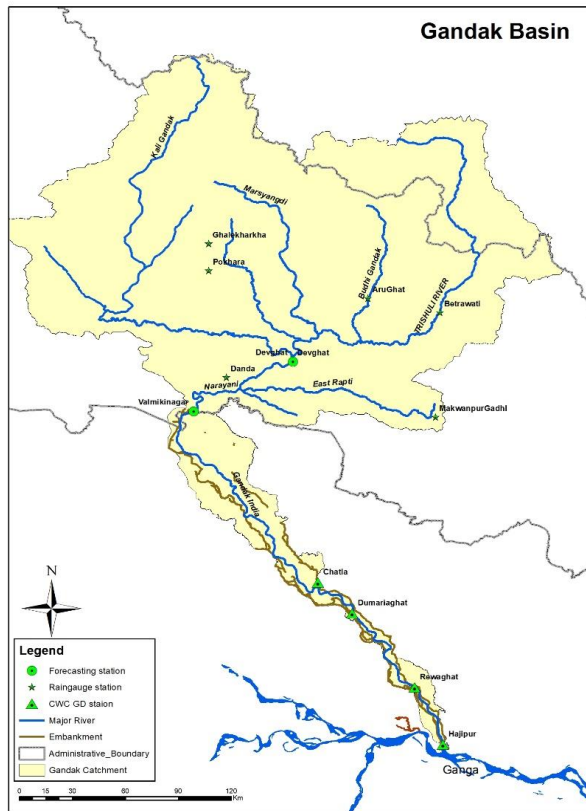 Gandak Basin
Kali Gandak
Marsyangdi
Ghalekharkha
Pokhara
Budhi Gandak
AruGhat
TRISHULI RIVER
Betrawati
Devghat
Devghat
Danda
Narayani
East Rapti
Valmikinagar
MakwanpurGadhi
Gandak India
Chatia
Dumariaghat
N
Rewaghat
Hajipur
Ganga
Legend
Forecasting station
Raingauge station
CWC GD staion
Major River
Embankment
Administrative_Boundary
Gandak Catchment
0 15 30 60 90 120
Km